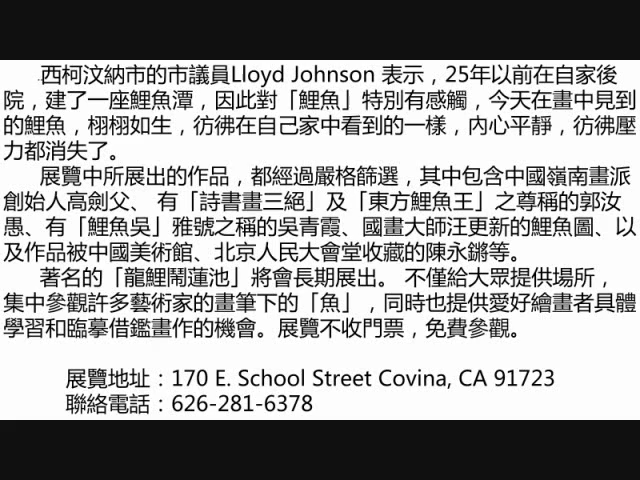 西柯汶納市的市議員Lloyd Johnson 表示，25年以前在自家後
院，建了一座鯉魚潭，因此對「鯉魚」特別有感觸，今天在畫中見到
的鯉魚，栩栩如生，彷彿在自己家中看到的一樣，內心平靜，彷彿壓
力都消失了。
展覽中所展出的作品，都經過嚴格篩選，其中包含中國嶺南畫派
創始人高劍父、 有「詩書畫三絕」及「東方鯉魚王」之尊稱的郭汝
愚、有「鯉魚吳」雅號之稱的吳青霞、國畫大師汪更新的鯉魚圖、以
及作品被中國美術館、北京人民大會堂收藏的陳永鏘等。
著名的「龍鯉鬧蓮池」將會長期展出。 不僅給大眾提供場所，
集中參觀許多藝術家的畫筆下的「魚」，同時也提供愛好繪畫者具體
學習和臨摹借鑑畫作的機會。展覽不收門票，免費參觀。
展覽地址：170 E. School Street Covina, CA 91723
聯絡電話：626-281-6378